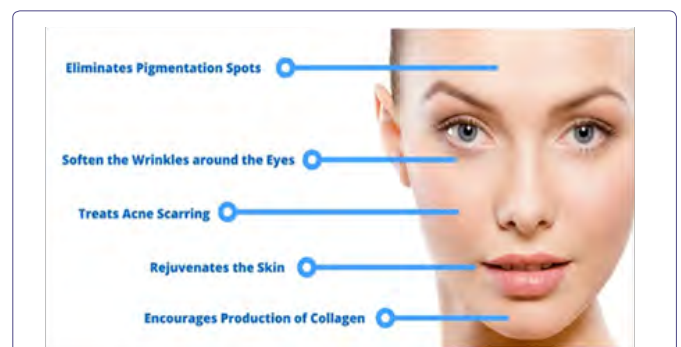 Eliminates Pigmentation Spots
Soften the Wrinkles around the Eyes
Treats Acne Scarring
Rejuvenates the Skin
Encourages Production of Collagen